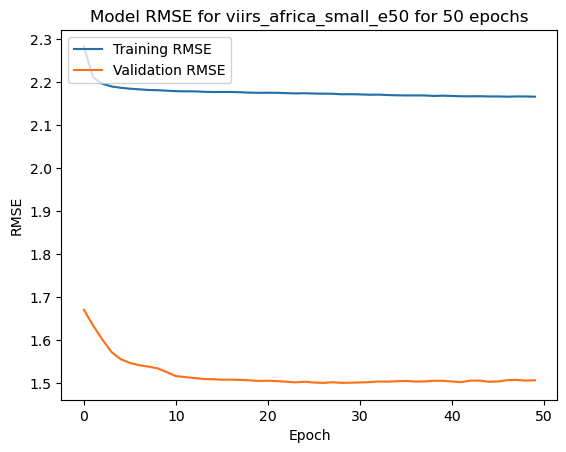 Model RMSE for viirs_africa_small_e50 for 50 epochs
Training RMSE
Validation RMSE
RMSE
2.3
2.2
2.1
2.0
1.9
1.8
1.7
1.6
1.5
0 10 20 30 40 50
Epoch